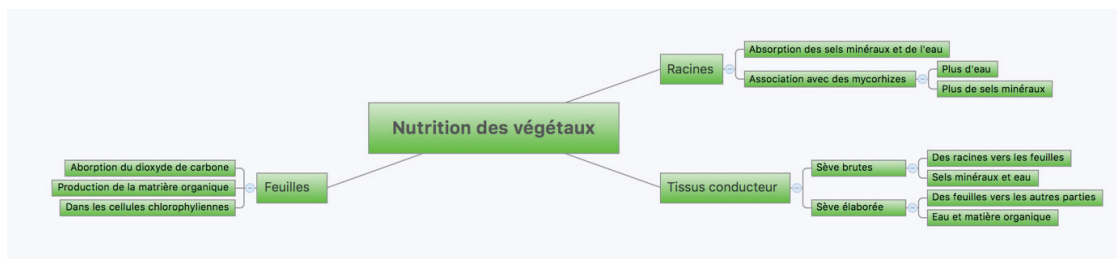 Nutrition des végétaux
Racines
Absorption des sels minéraux et de l'eau
Association avec des mycorhizes
Plus d'eau
Plus de sels minéraux
Tissus conducteur
Sève brutes
Des racines vers les feuilles
Sels minéraux et eau
Sève élaborée
Des feuilles vers les autres parties
Eau et matière organique
Feuilles
Aborption du dioxyde de carbone
Production de la matrière organique
Dans les cellules chlorophyliennes